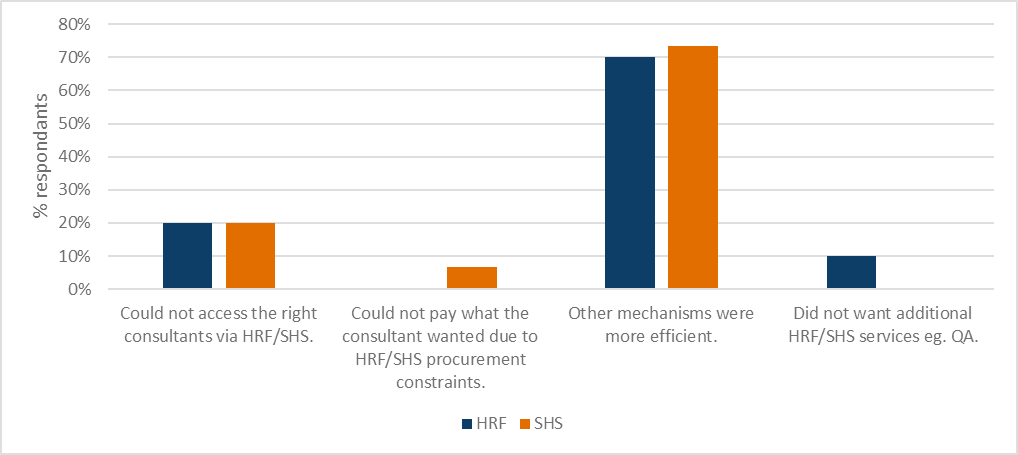 80%
70%
60%
50%
40%
30%
20%
10%
0%
% respondants
Could not access the right
consultants via HRF/SHS.
Could not pay what the
consultant wanted due to
HRF/SHS procurement
constraints.
Other mechanisms were
more efficient.
Did not want additional
HRF/SHS services eg. QA.
HRF SHS